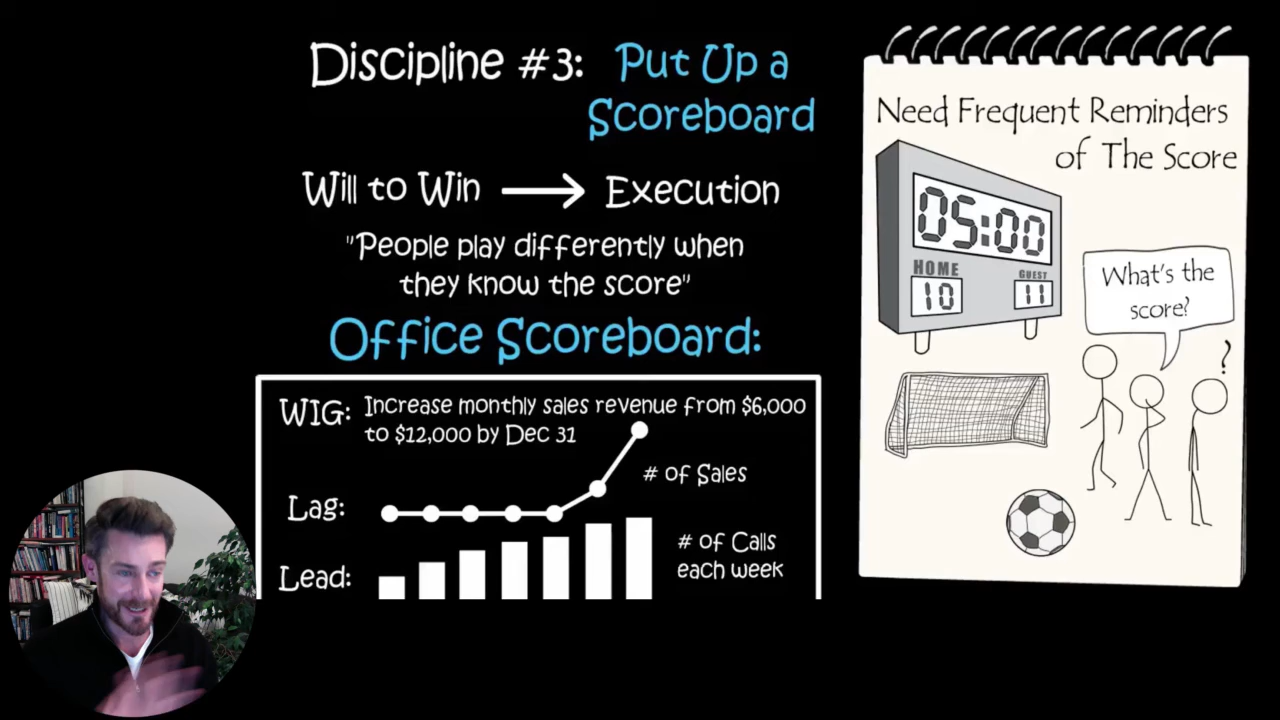 Discipline #3: Put Up a
Scoreboard
Will to Win → Execution
"People play differently when
they know the score"
Office Scoreboard:
WIG: Increase monthly sales revenue from $6,000
to $12,000 by Dec 31
# of Sales
Lag:
# of Calls
each week
Lead:
Need Frequent Reminders
of The Score
05:00
HOME
GUEST
10
11
What's the
score?
?